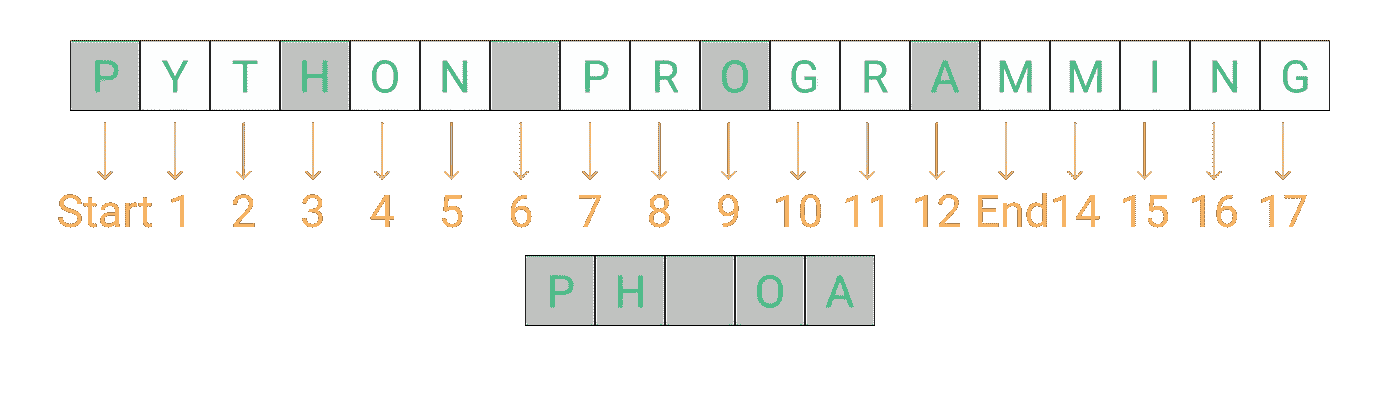 P Y T H O N P R O G R A M M I N G
Start 1 2 3 4 5 6 7 8 9 10 11 12 End 14 15 16 17
P H O A